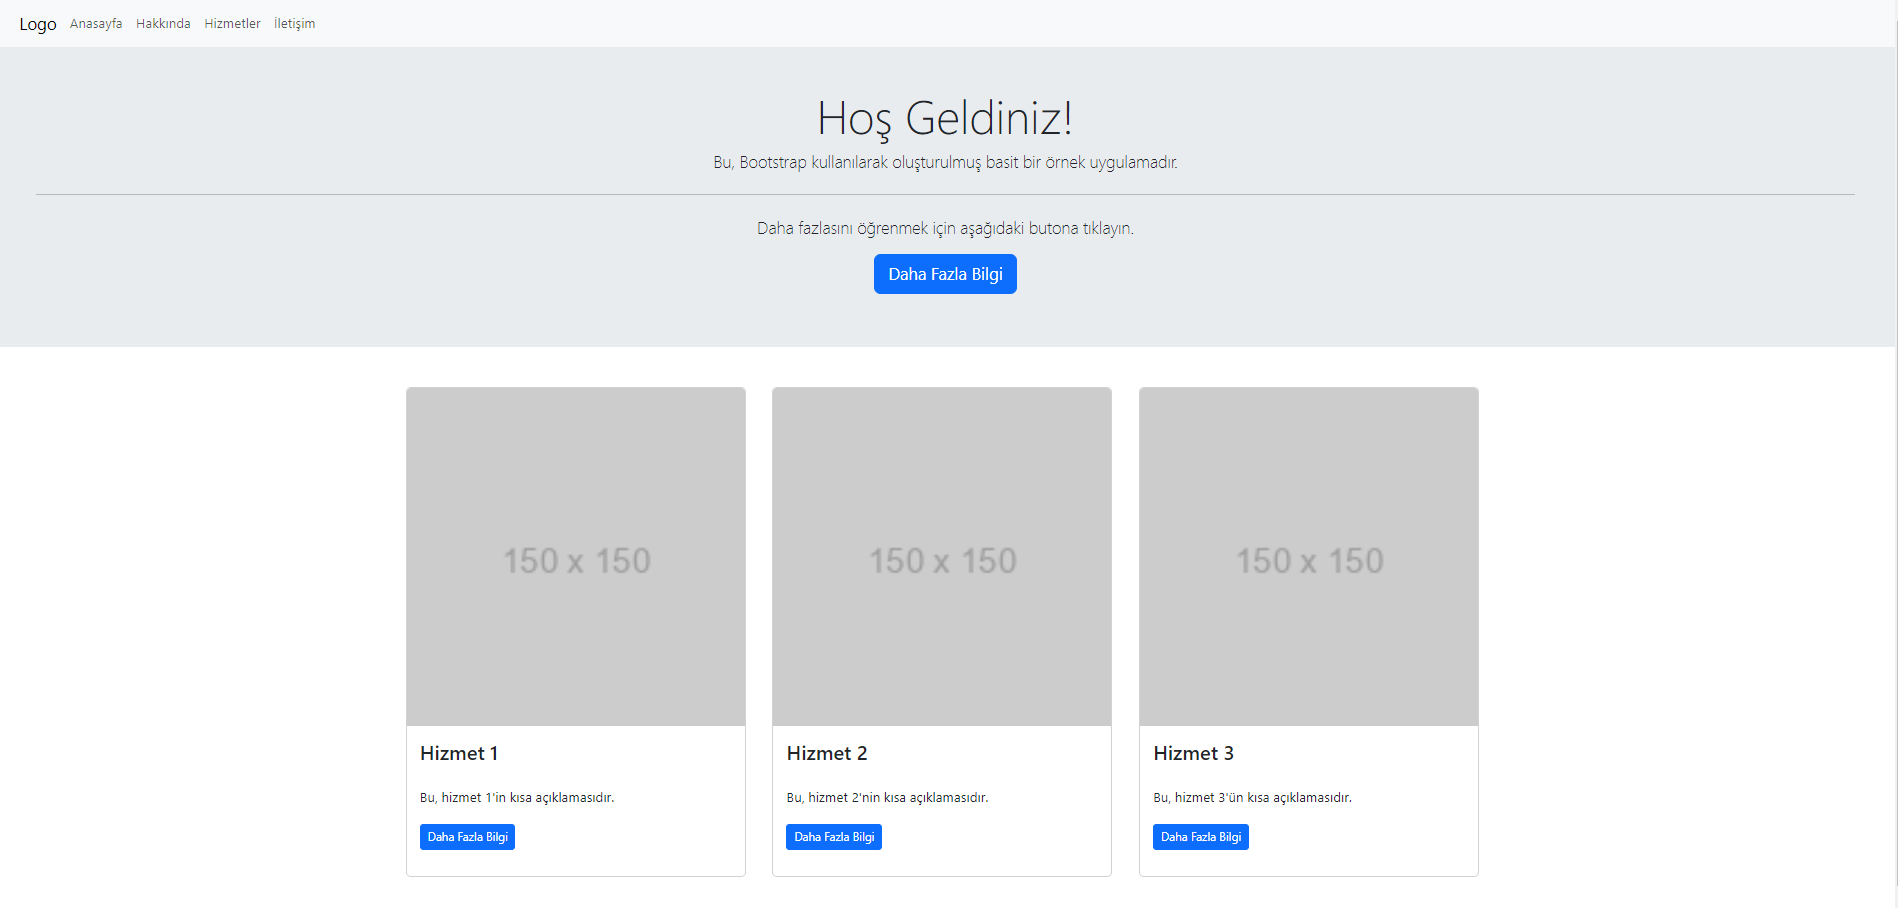 Logo Anasayfa Hakkında Hizmetler İletişim
Hoş Geldiniz!
Bu, Bootstrap kullanılarak oluşturulmuş basit bir örnek uygulamadır.
Daha fazlasını öğrenmek için aşağıdaki butona tıklayın.
Daha Fazla Bilgi
150 x 150
Hizmet 1
Bu, hizmet 1'in kısa açıklamasıdır.
Daha Fazla Bilgi
150 x 150
Hizmet 2
Bu, hizmet 2'nin kısa açıklamasıdır.
Daha Fazla Bilgi
150 x 150
Hizmet 3
Bu, hizmet 3'ün kısa açıklamasıdır.
Daha Fazla Bilgi